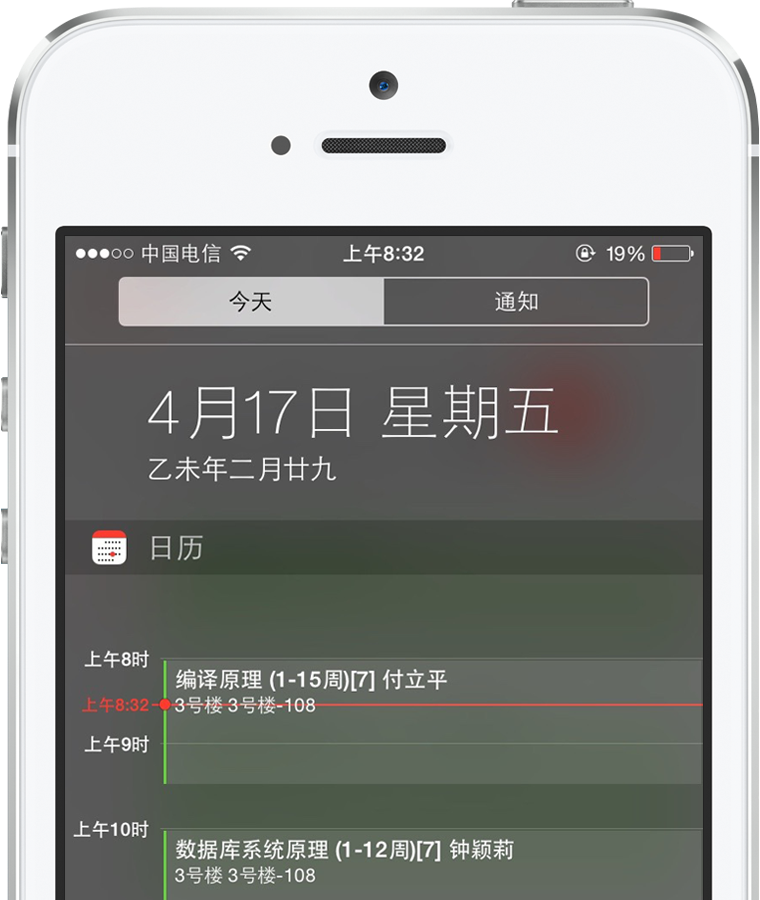 中国电信 上午8:32 19%
今天 通知
4月17日 星期五
乙未年二月廿九
日历
上午8时
编译原理 (1-15周)[7] 付立平
上午8:32 3号楼 3号楼-108
上午9时
上午10时
数据库系统原理 (1-12周)[7] 钟颖莉
3号楼 3号楼-108